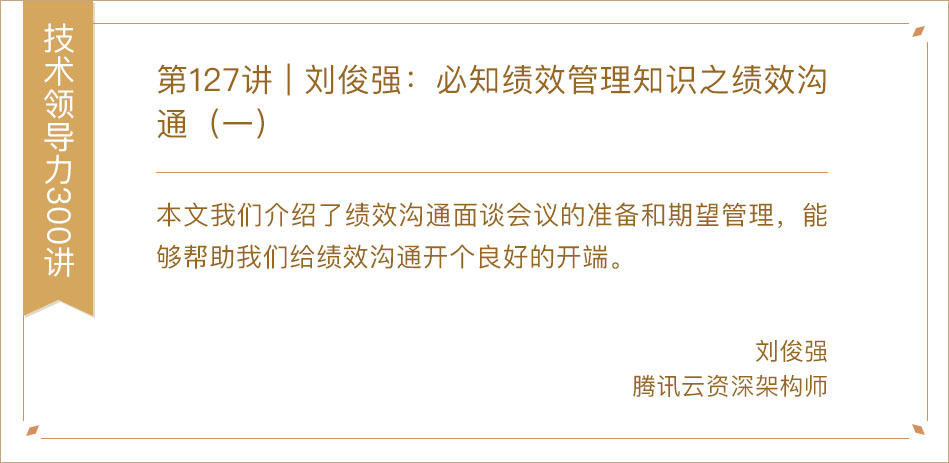 技术领导力300讲
第127讲｜刘俊强：必知绩效管理知识之绩效沟
通（一）
本文我们介绍了绩效沟通面谈会议的准备和期望管理，能
够帮助我们给绩效沟通开个良好的开端。
刘俊强
腾讯云资深架构师